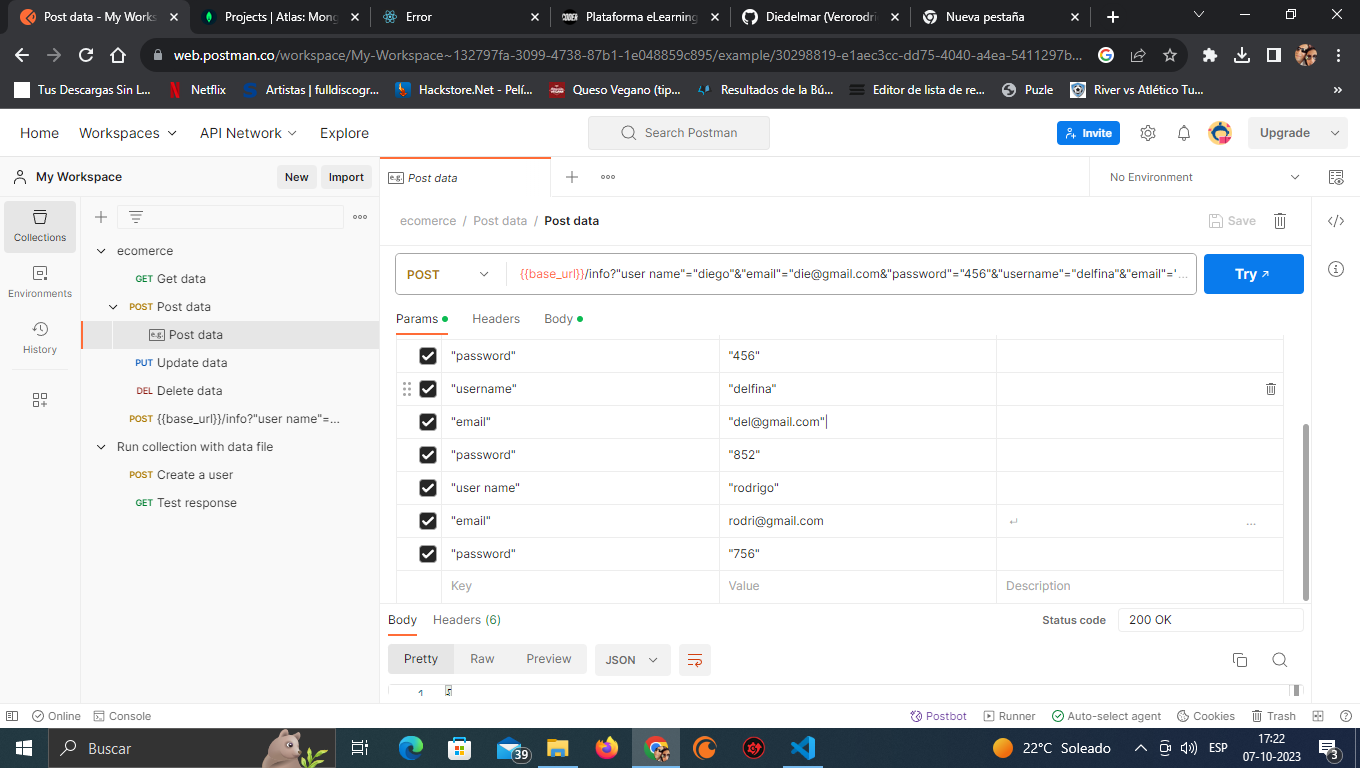 Post data - My Works
Projects | Atlas: Mong
Error
CODER Plataforma eLearning
Diedelmar (Verorodri
Nueva pestaña
web.postman.co/workspace/My-Workspace~132797fa-3099-4738-87b1-1e048859c895/example/30298819-e1aec3cc-dd75-4040-a4ea-5411297b...
Tus Descargas Sin L...
Netflix
Artistas | fulldiscogr...
Hackstore.Net - Pelí...
Queso Vegano (tip...
Resultados de la Bú...
Editor de lista de re...
Puzle
River vs Atlético Tu...
Home
Workspaces
API Network
Explore
Search Postman
Invite
Upgrade
My Workspace
New
Import
e.g. Post data
No Environment
Collections
Environments
History
ecomerce
GET Get data
POST Post data
e.g. Post data
PUT Update data
DEL Delete data
POST {{base_url}}/info?"user name"=...
Run collection with data file
POST Create a user
GET Test response
ecomerce / Post data / Post data
Save
POST
{{base_url}}/info?"user name"="diego"&"email"="die@gmail.com&"password"="456"&"username"="delfina"&"email"="...
Try
Params
Headers
Body
"password" "456"
"username" "delfina"
"email" "del@gmail.com"
"password" "852"
"user name" "rodrigo"
"email" rodri@gmail.com ↵ ...
"password" "756"
Key Value Description
Body
Headers (6)
Status code
200 OK
Pretty
Raw
Preview
JSON
1 {
Online
Console
Postbot
Runner
Auto-select agent
Cookies
Trash
Buscar
39
22°C Soleado
ESP
17:22
07-10-2023
3